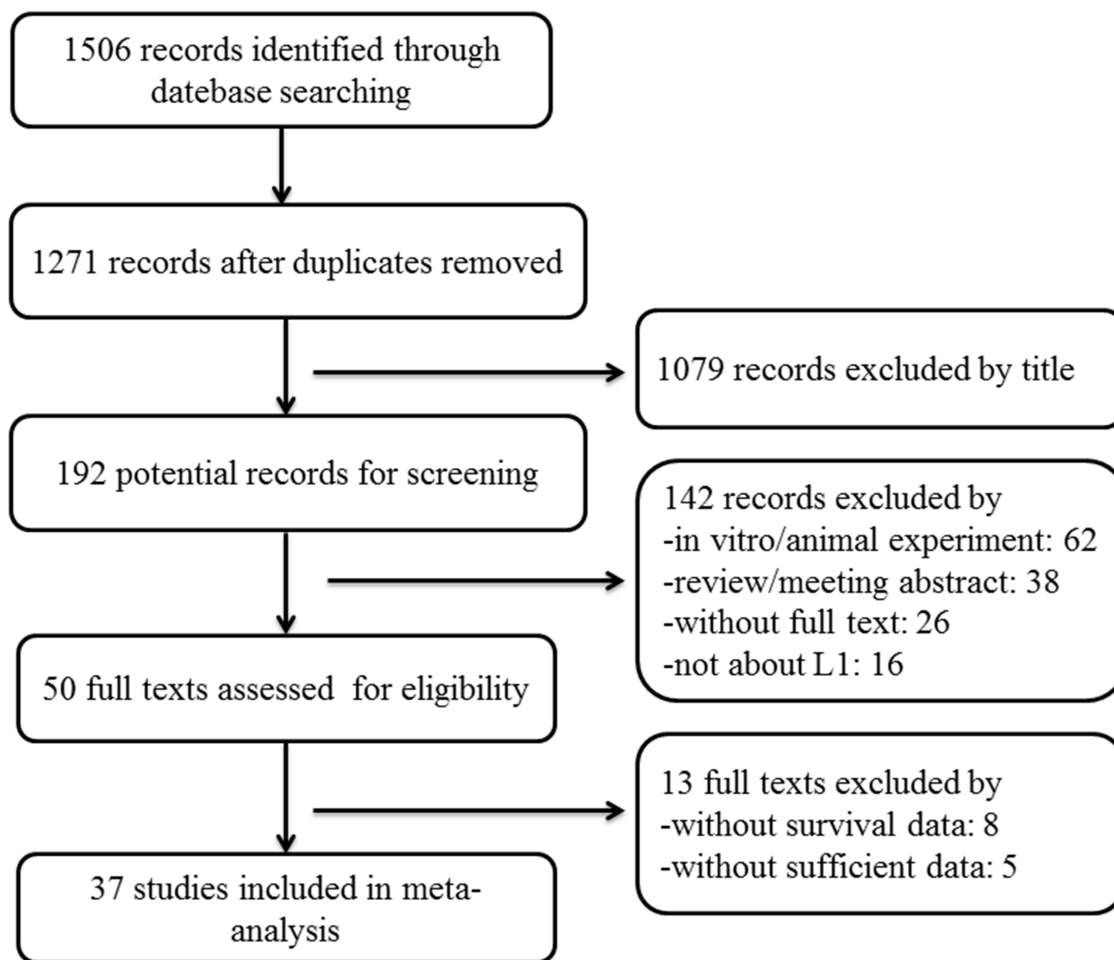 1506 records identified through
datebase searching
1271 records after duplicates removed
1079 records excluded by title
192 potential records for screening
142 records excluded by
-in vitro/animal experiment: 62
-review/meeting abstract: 38
-without full text: 26
-not about L1: 16
50 full texts assessed for eligibility
13 full texts excluded by
-without survival data: 8
-without sufficient data: 5
37 studies included in meta-
analysis